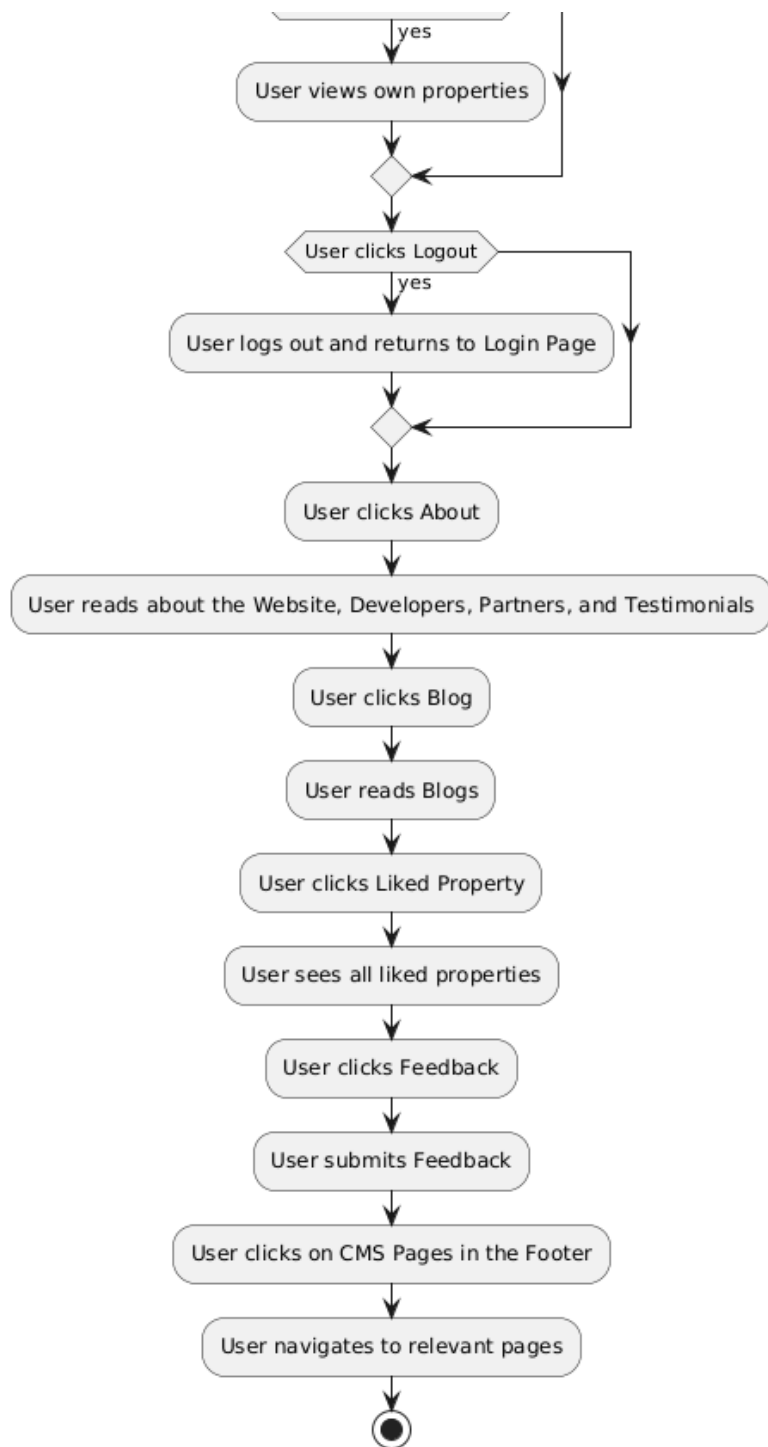 yes
User views own properties
User clicks Logout
yes
User logs out and returns to Login Page
User clicks About
User reads about the Website, Developers, Partners, and Testimonials
User clicks Blog
User reads Blogs
User clicks Liked Property
User sees all liked properties
User clicks Feedback
User submits Feedback
User clicks on CMS Pages in the Footer
User navigates to relevant pages